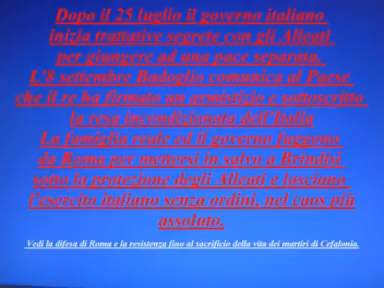 Dopo il 25 luglio il governo italiano
inizia trattative segrete con gli Alleati
per giungere ad una pace separata.
L'8 settembre Badoglio comunica al Paese
che il re ha firmato un armistizio e sottoscritto
la resa incondizionata dell'Italia
La famiglia reale ed il governo fuggono
da Roma per mettersi in salvo a Brindisi
sotto la protezione degli Alleati e lasciano
l'esercito italiano senza ordini, nel caos più
assoluto.
Vedi la difesa di Roma e la resistenza fino al sacrificio della vita dei martiri di Cefalonia.